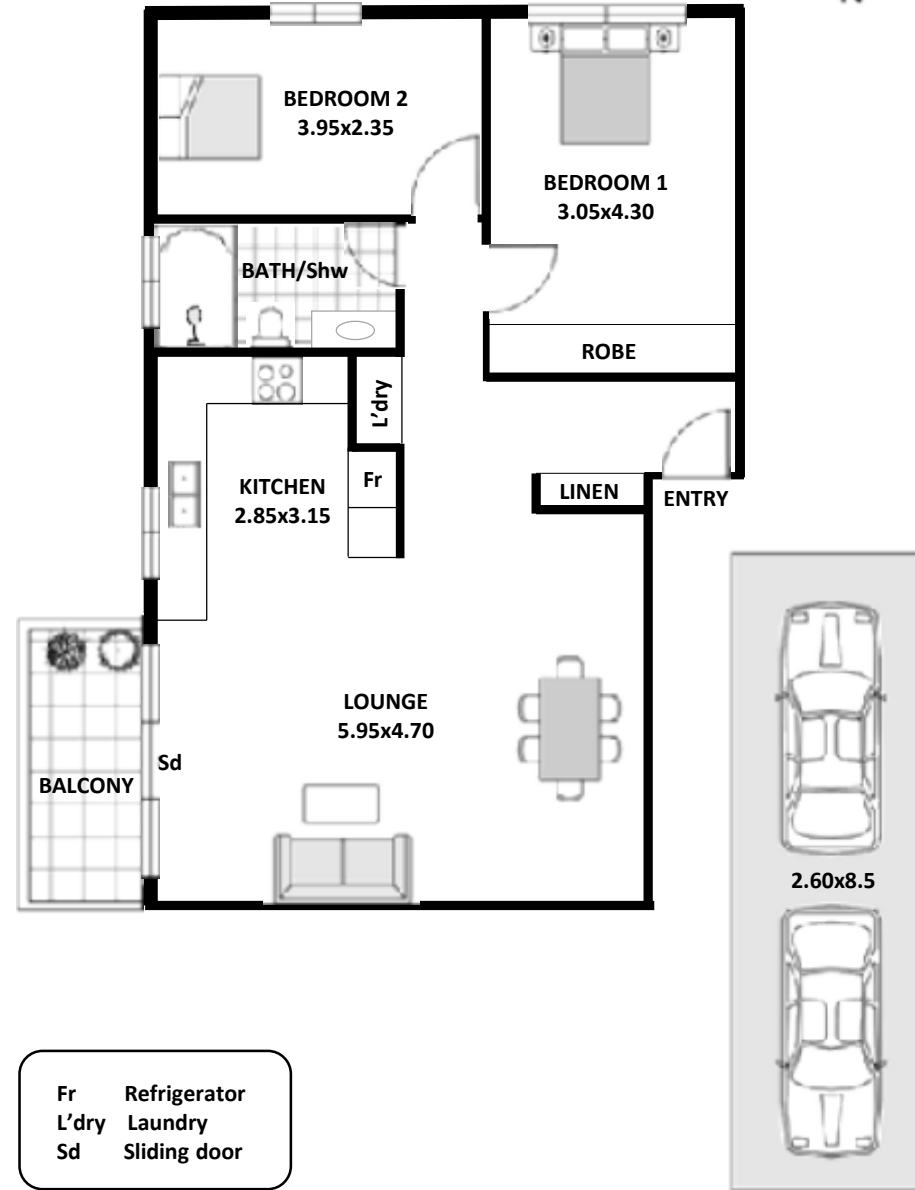 BEDROOM 2
3.95x2.35
BEDROOM 1
3.05x4.30
BATH/Shw
ROBE
L'dry
KITCHEN
2.85x3.15
Fr
LINEN
ENTRY
LOUNGE
5.95x4.70
Sd
BALCONY
2.60x8.5
Fr Refrigerator
L'dry Laundry
Sd Sliding door